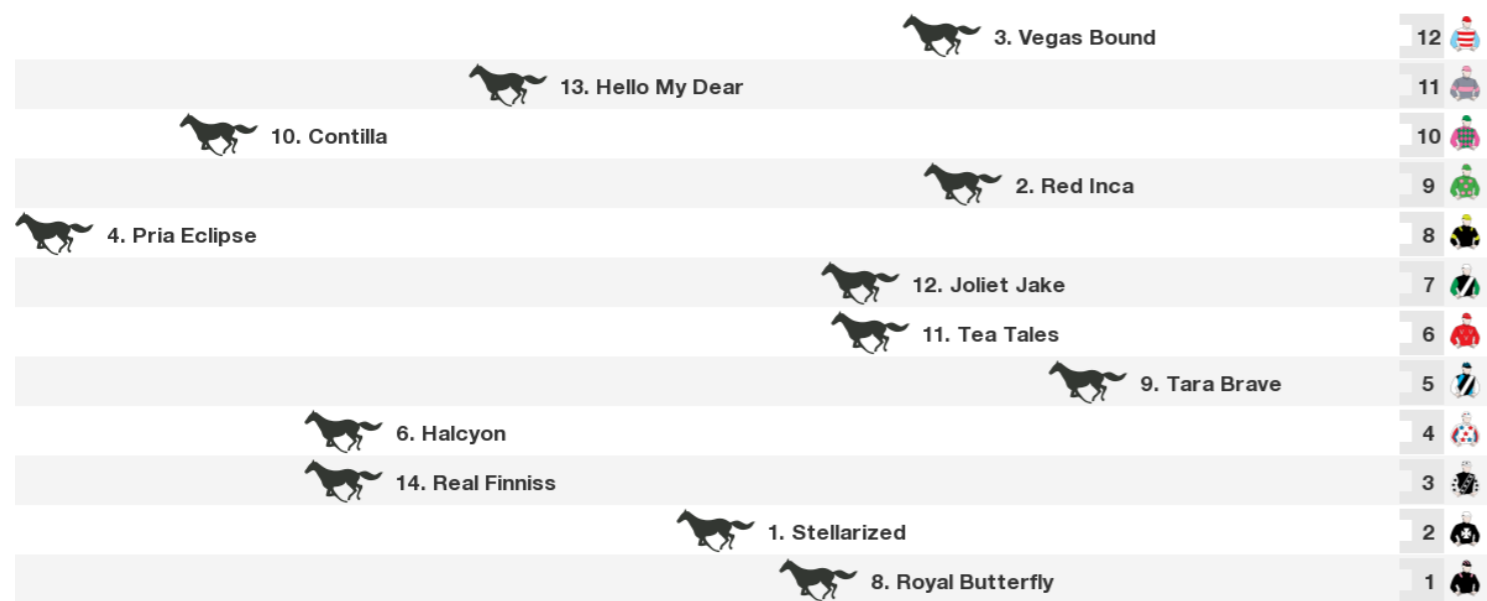 3. Vegas Bound 12
13. Hello My Dear 11
10. Contilla 10
2. Red Inca 9
4. Pria Eclipse 8
12. Joliet Jake 7
11. Tea Tales 6
9. Tara Brave 5
6. Halcyon 4
14. Real Finniss 3
1. Stellarized 2
8. Royal Butterfly 1